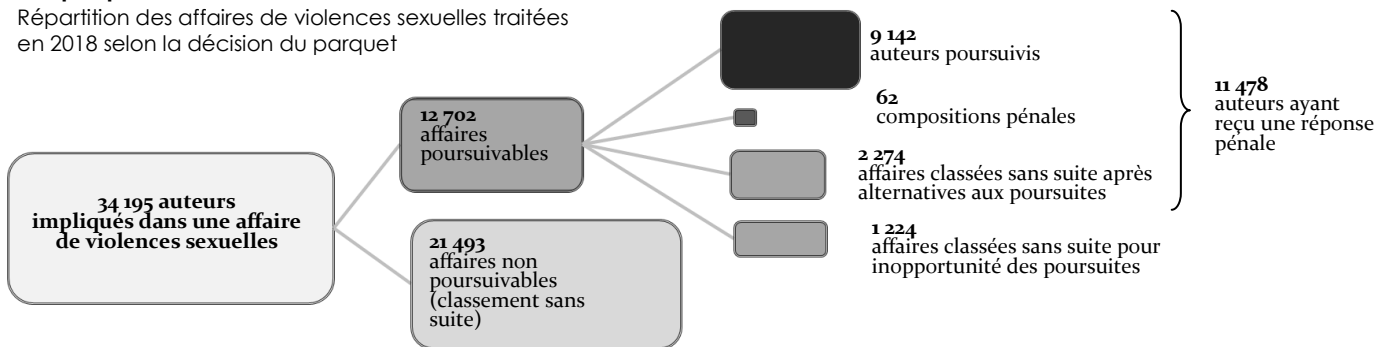 Répartition des affaires de violences sexuelles traitées
en 2018 selon la décision du parquet
34 195 auteurs
impliqués dans une affaire
de violences sexuelles
12 702
affaires
poursuivables
21 493
affaires non
poursuivables
(classement sans
suite)
9 142
auteurs poursuivis
62
compositions pénales
2 274
affaires classées sans suite après
alternatives aux poursuites
1 224
affaires classées sans suite pour
inopportunité des poursuites
11 478
auteurs ayant
reçu une réponse
pénale